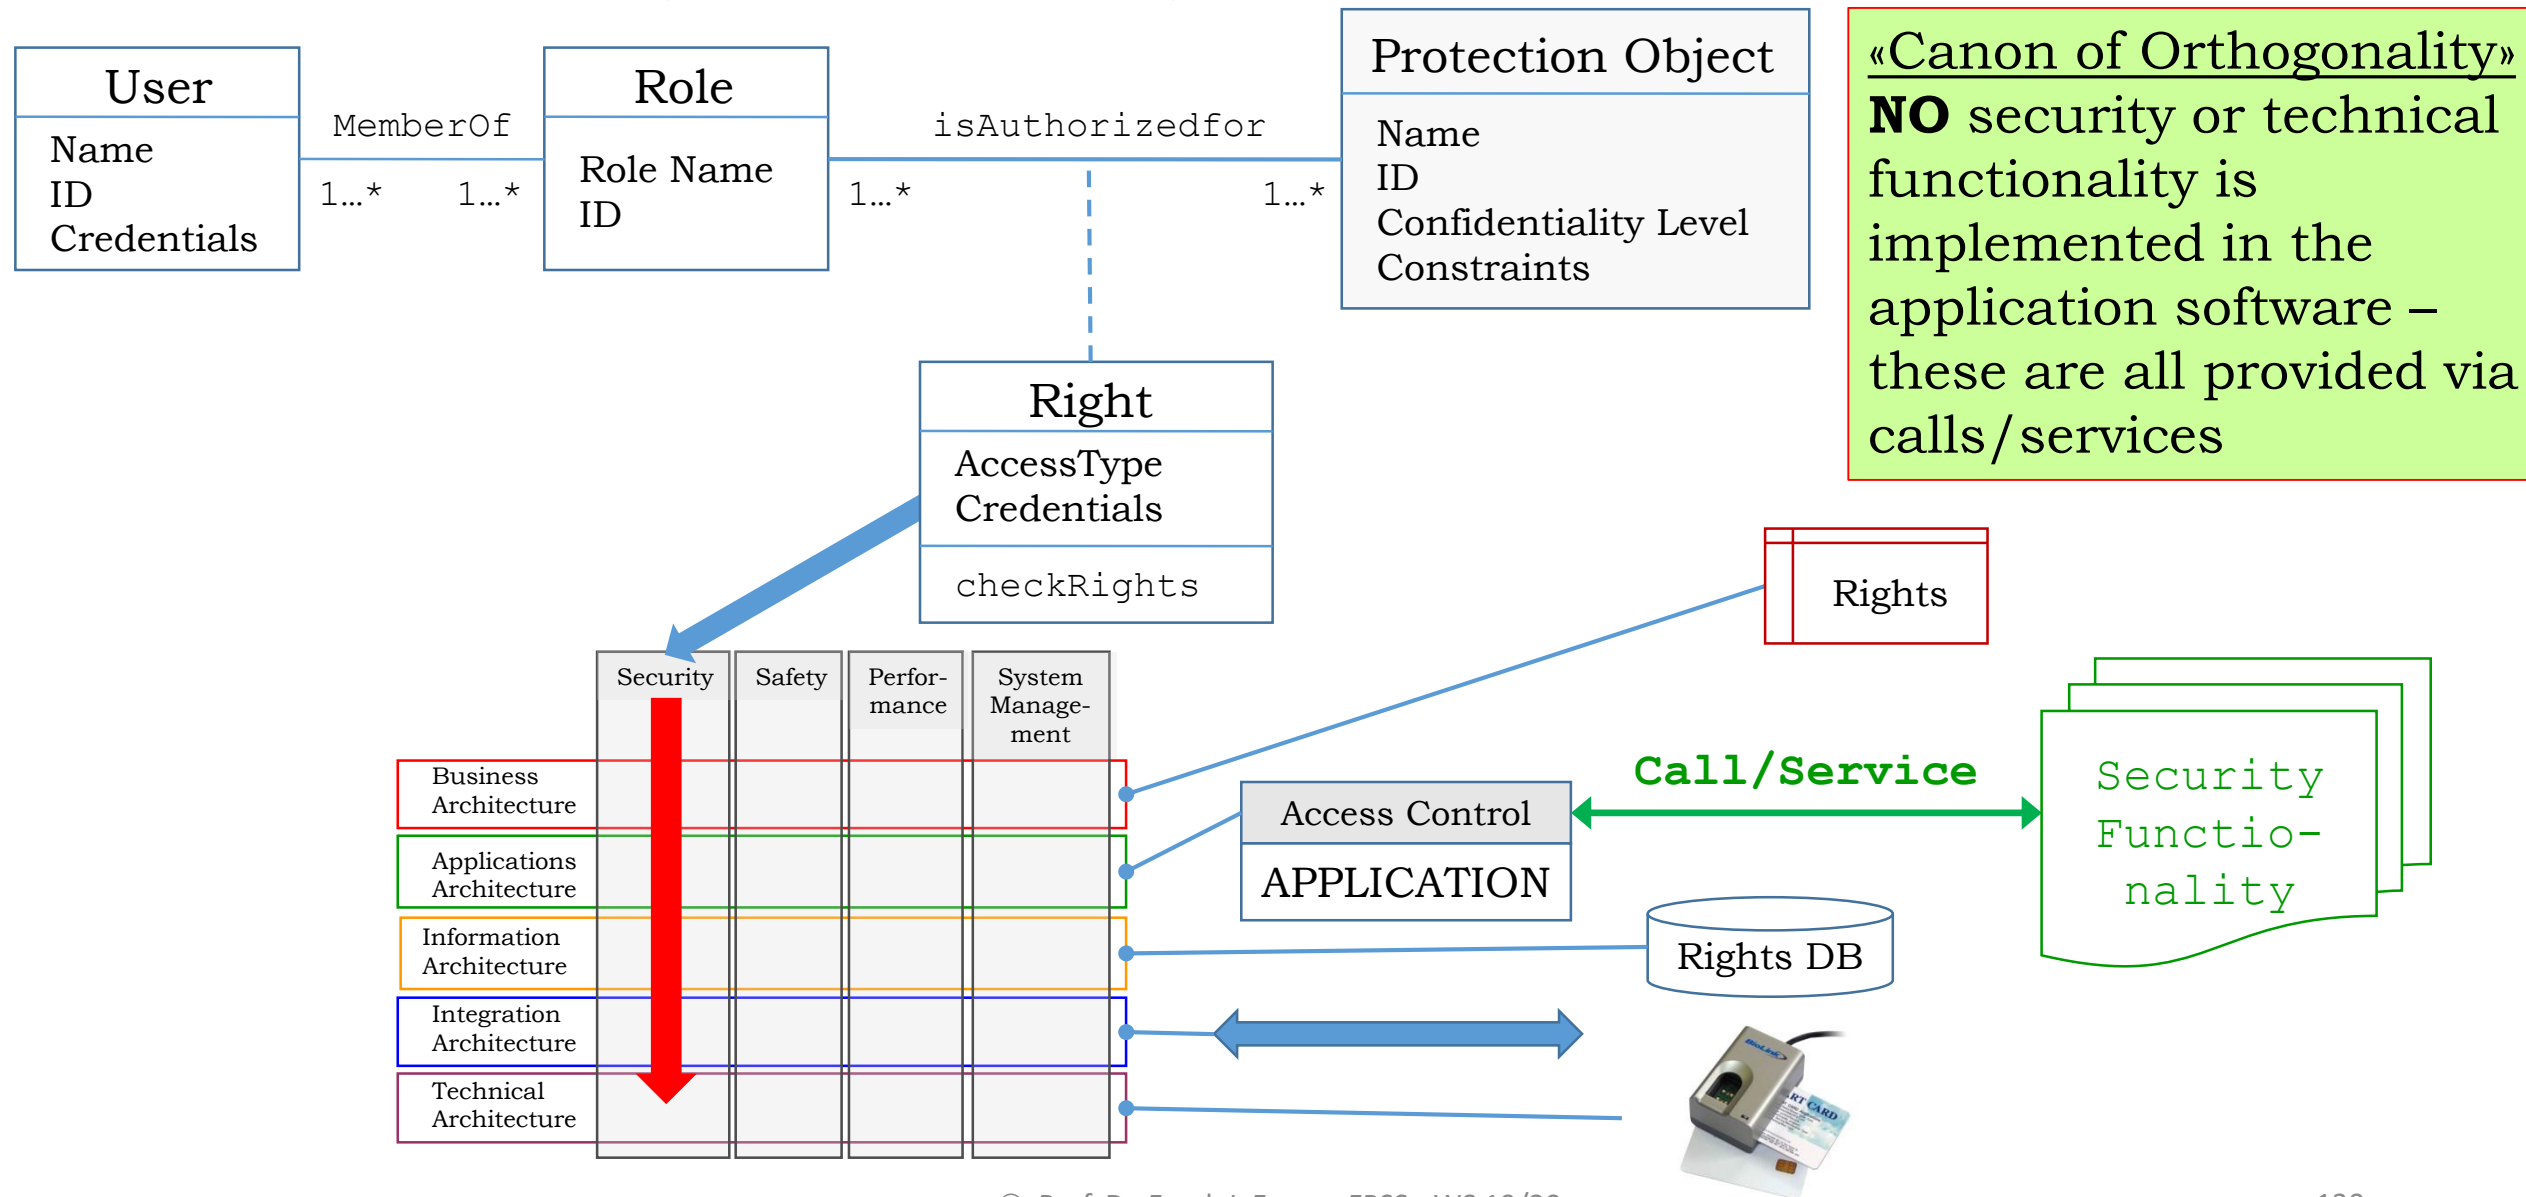 User
Name
ID
Credentials
MemberOf
1…*
1…*
Role
Role Name
ID
isAuthorizedfor
1…*
1…*
Protection Object
Name
ID
Confidentiality Level
Constraints
«Canon of Orthogonality»
NO security or technical
functionality is
implemented in the
application software –
these are all provided via
calls/services
Right
AccessType
Credentials
checkRights
Rights
Security
Safety
Perfor-
mance
System
Manage-
ment
Business
Architecture
Applications
Architecture
Information
Architecture
Integration
Architecture
Technical
Architecture
Access Control
APPLICATION
Call/Service
Security
Functio-
nality
Rights DB
BioLink
ART CARD